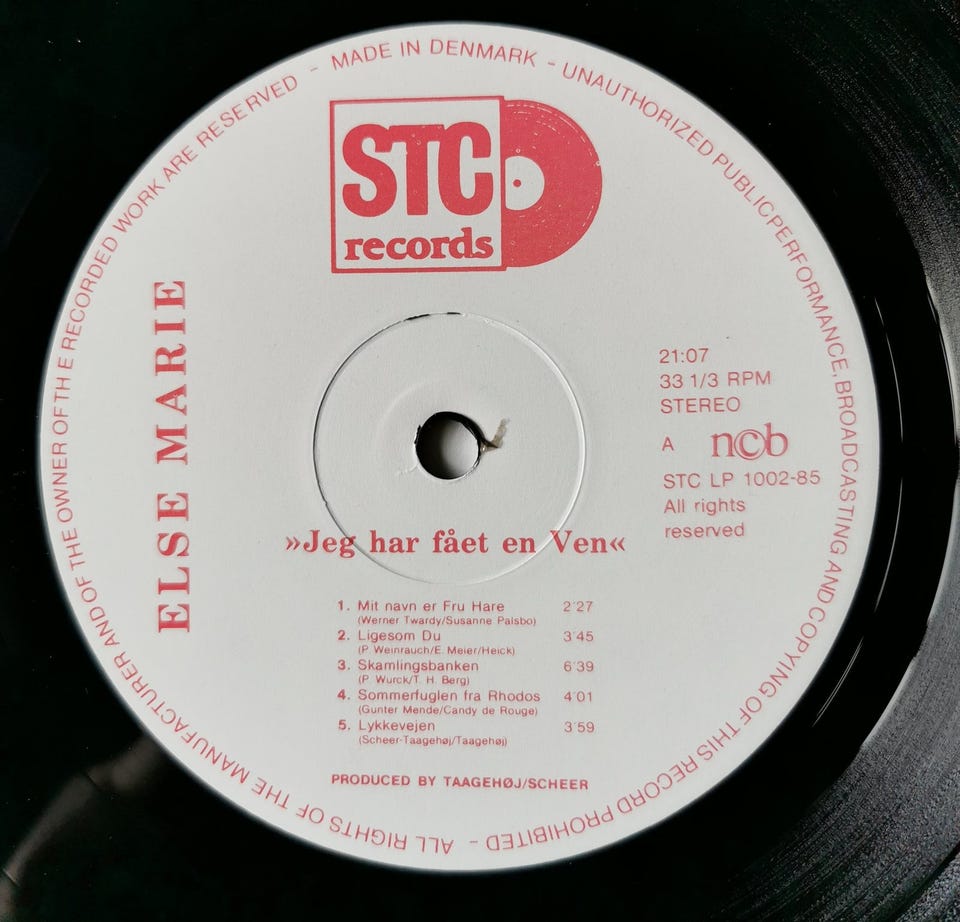 ALL RIGHTS OF THE MANUFACTURER AND OF THE OWNER OF THE RECORDED WORK ARE RESERVED - MADE IN DENMARK - UNAUTHORIZED PUBLICPERFORMANCE, BROADCASTING AND COPYING OF THIS RECORD PROHIBITED -
STC
records
ELSE MARIE
21:07
33 1/3 RPM
STEREO
A ncb
STC LP 1002-85
All rights
reserved
»Jeg har fået en Ven«
1. Mit navn er Fru Hare 2'27
(Werner Twardy/Susanne Palsbo)
2. Ligesom Du 3'45
(P. Weinrauch/E. Meier/Heick)
3. Skamlingsbanken 6'39
(P. Wurck/T. H. Berg)
4. Sommerfuglen fra Rhodos 4'01
(Gunter Mende/Candy de Rouge)
5. Lykkevejen 3'59
(Scheer-Taagehøj/Taagehøj)
PRODUCED BY TAAGEHØJ/SCHEER